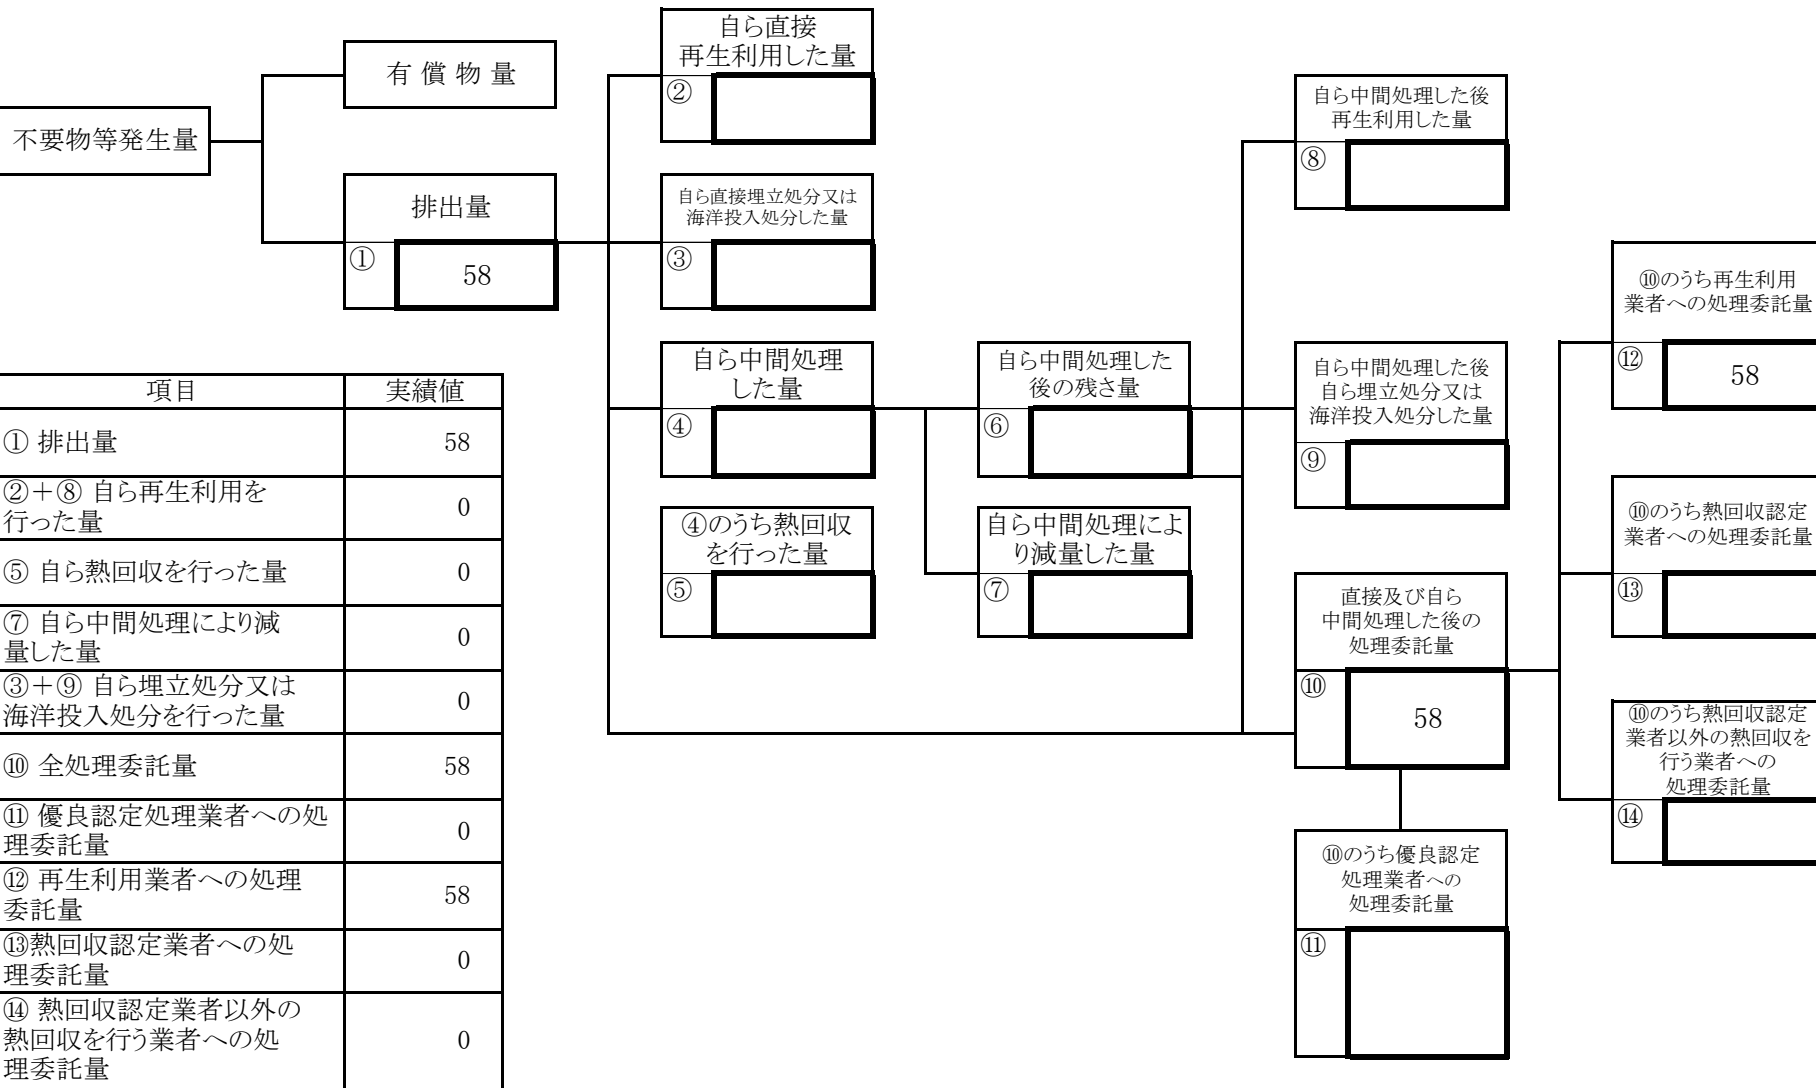 不要物等発生量
有 償 物 量
排出量
①
58
自ら直接
再生利用した量
②
自ら直接埋立処分又は
海洋投入処分した量
③
自ら中間処理
した量
④
④のうち熱回収
を行った量
⑤
自ら中間処理した
後の残さ量
⑥
自ら中間処理によ
り減量した量
⑦
自ら中間処理した後
再生利用した量
⑧
自ら中間処理した後
自ら埋立処分又は
海洋投入処分した量
⑨
直接及び自ら
中間処理した後の
処理委託量
⑩
58
⑩のうち優良認定
処理業者への
処理委託量
⑪
⑩のうち再生利用
業者への処理委託量
⑫
58
⑩のうち熱回収認定
業者への処理委託量
⑬
⑩のうち熱回収認定
業者以外の熱回収を
行う業者への
処理委託量
⑭
項目 実績値
① 排出量 58
②+⑧ 自ら再生利用を
行った量 0
⑤ 自ら熱回収を行った量 0
⑦ 自ら中間処理により減
量した量 0
③+⑨ 自ら埋立処分又は
海洋投入処分を行った量 0
⑩ 全処理委託量 58
⑪ 優良認定処理業者への処
理委託量 0
⑫ 再生利用業者への処理
委託量 58
⑬熱回収認定業者への処
理委託量 0
⑭ 熱回収認定業者以外の
熱回収を行う業者への処
理委託量 0